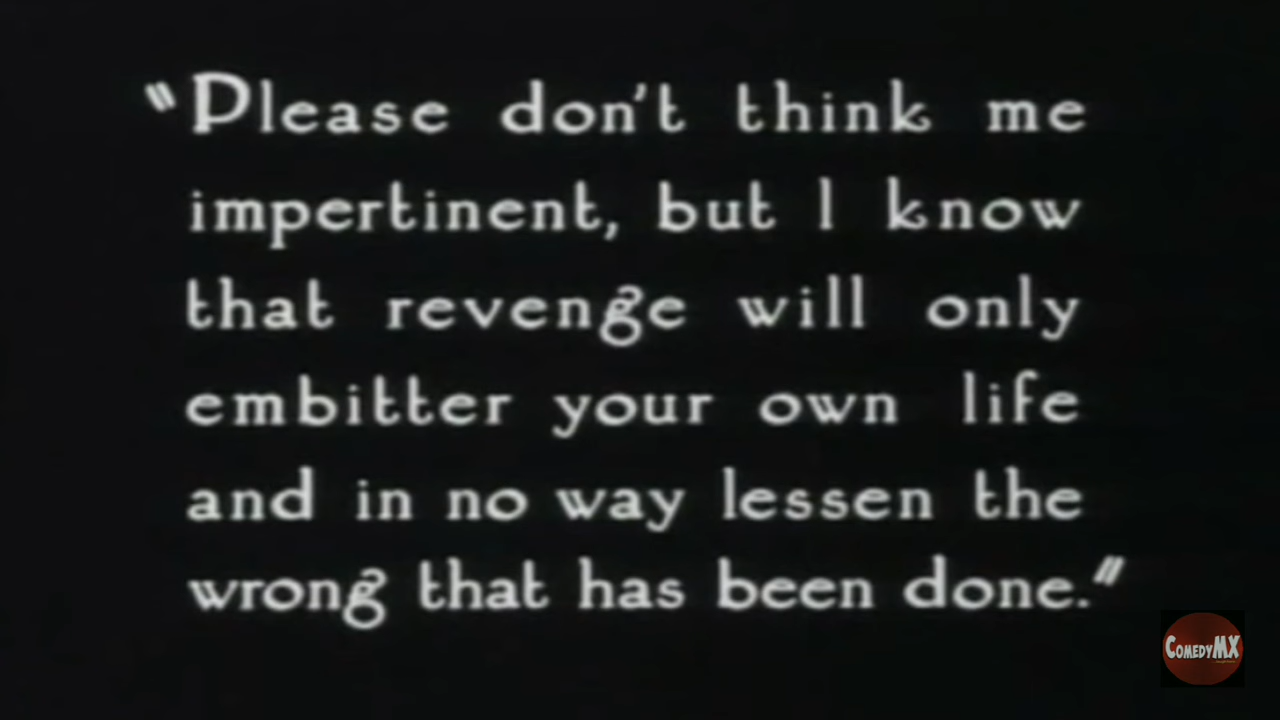 "Please don't think me
impertinent, but I know
that revenge will only
embitter your own life
and in no way lessen the
wrong that has been done."
COMEDYMX